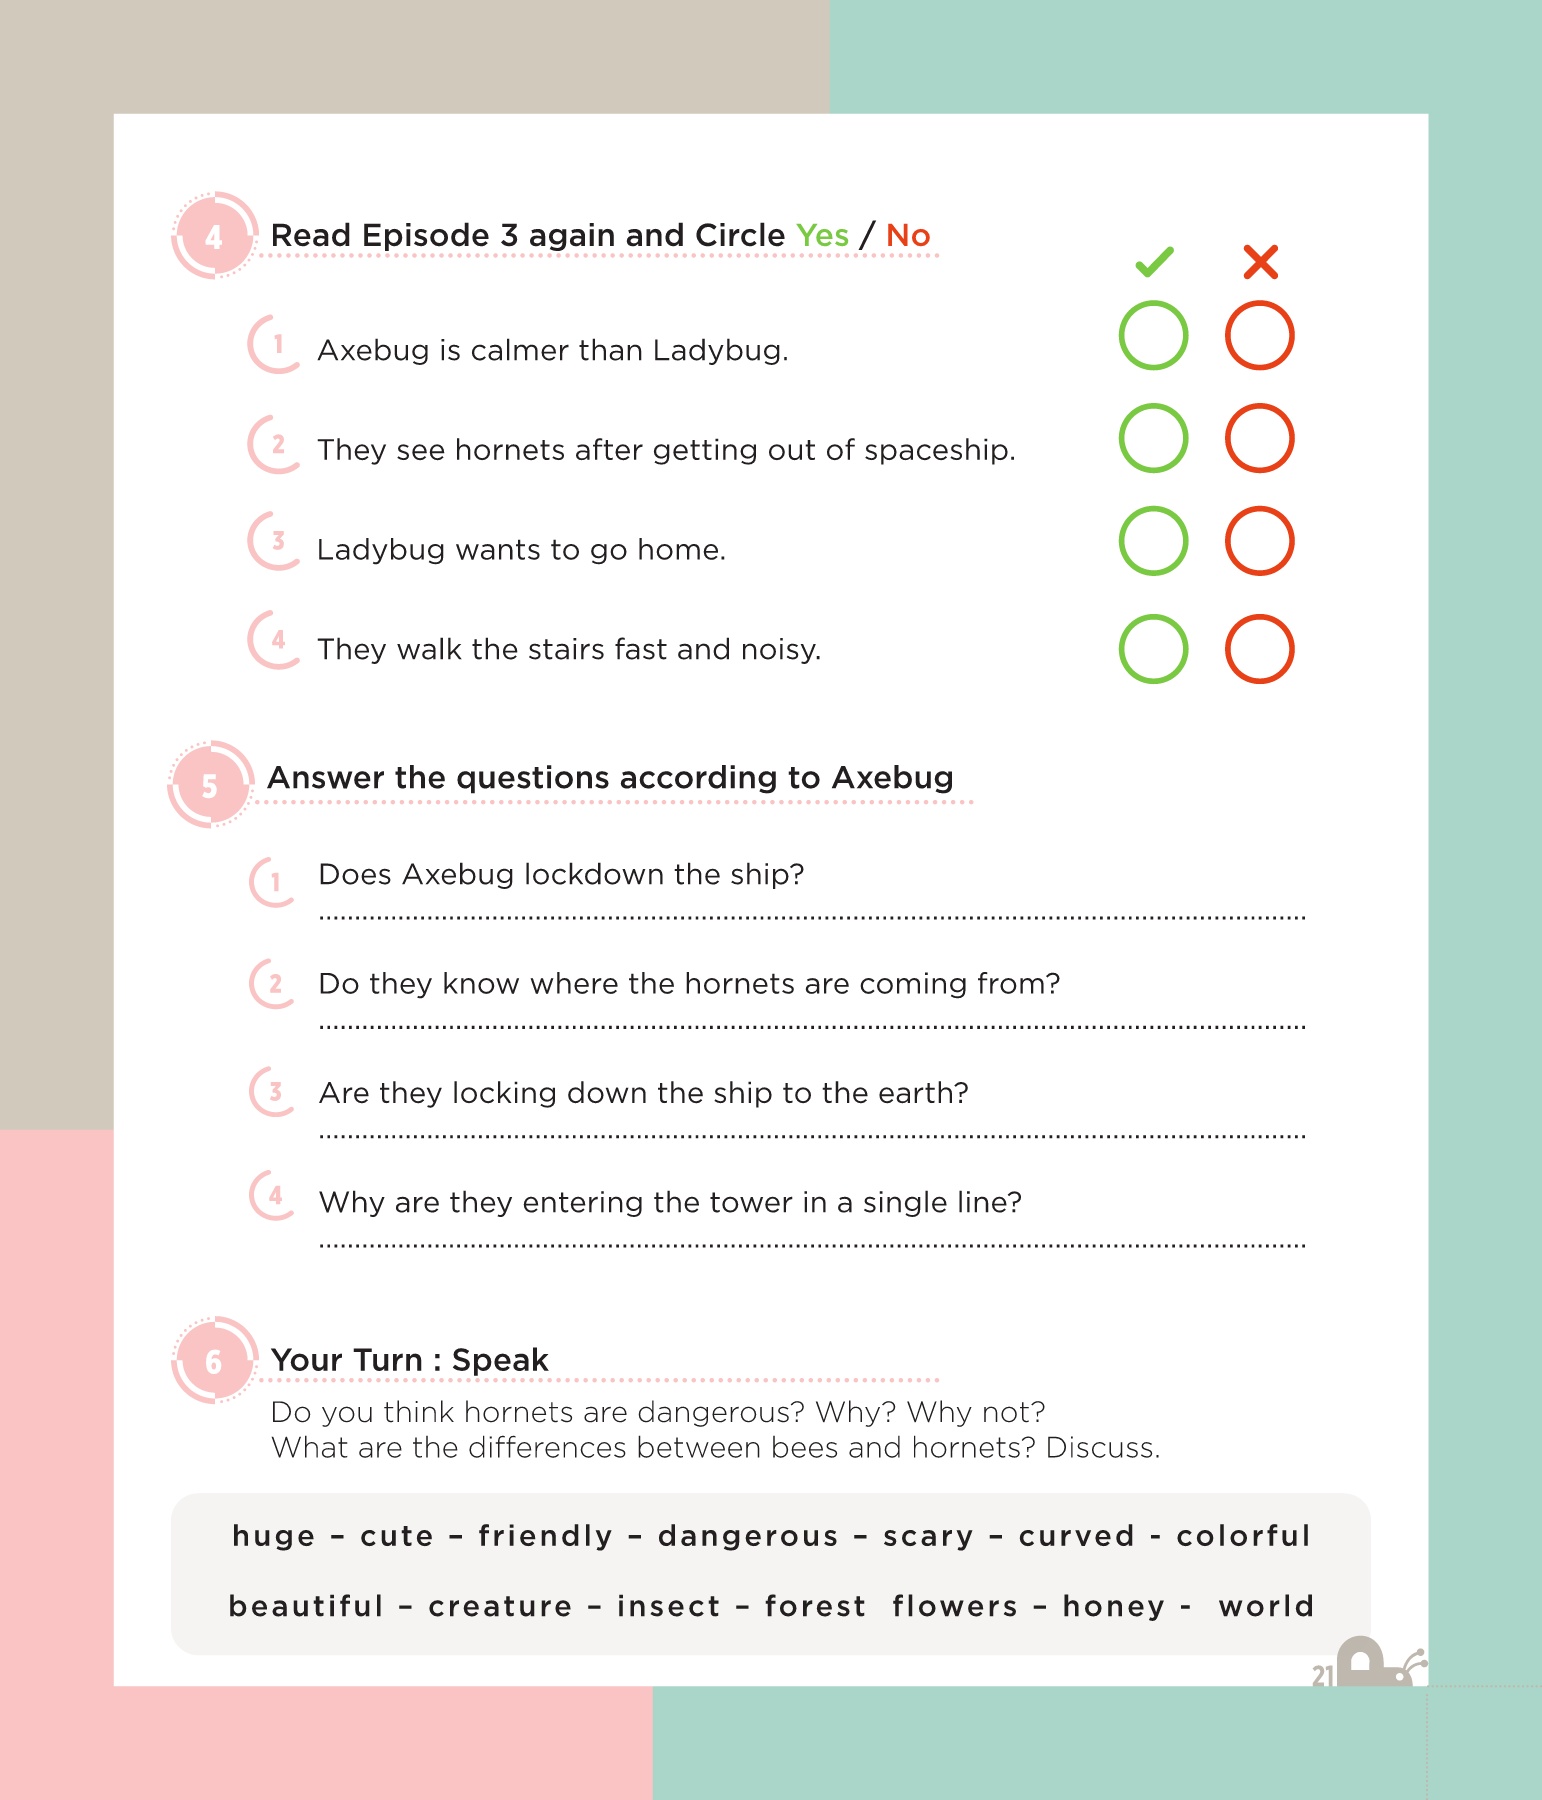 4 Read Episode 3 again and Circle Yes / No
1 Axebug is calmer than Ladybug.
2 They see hornets after getting out of spaceship.
3 Ladybug wants to go home.
4 They walk the stairs fast and noisy.
5 Answer the questions according to Axebug
1 Does Axebug lockdown the ship?
2 Do they know where the hornets are coming from?
3 Are they locking down the ship to the earth?
4 Why are they entering the tower in a single line?
6 Your Turn : Speak
Do you think hornets are dangerous? Why? Why not?
What are the differences between bees and hornets? Discuss.
huge – cute – friendly – dangerous – scary – curved - colorful
beautiful – creature – insect – forest flowers – honey - world
21